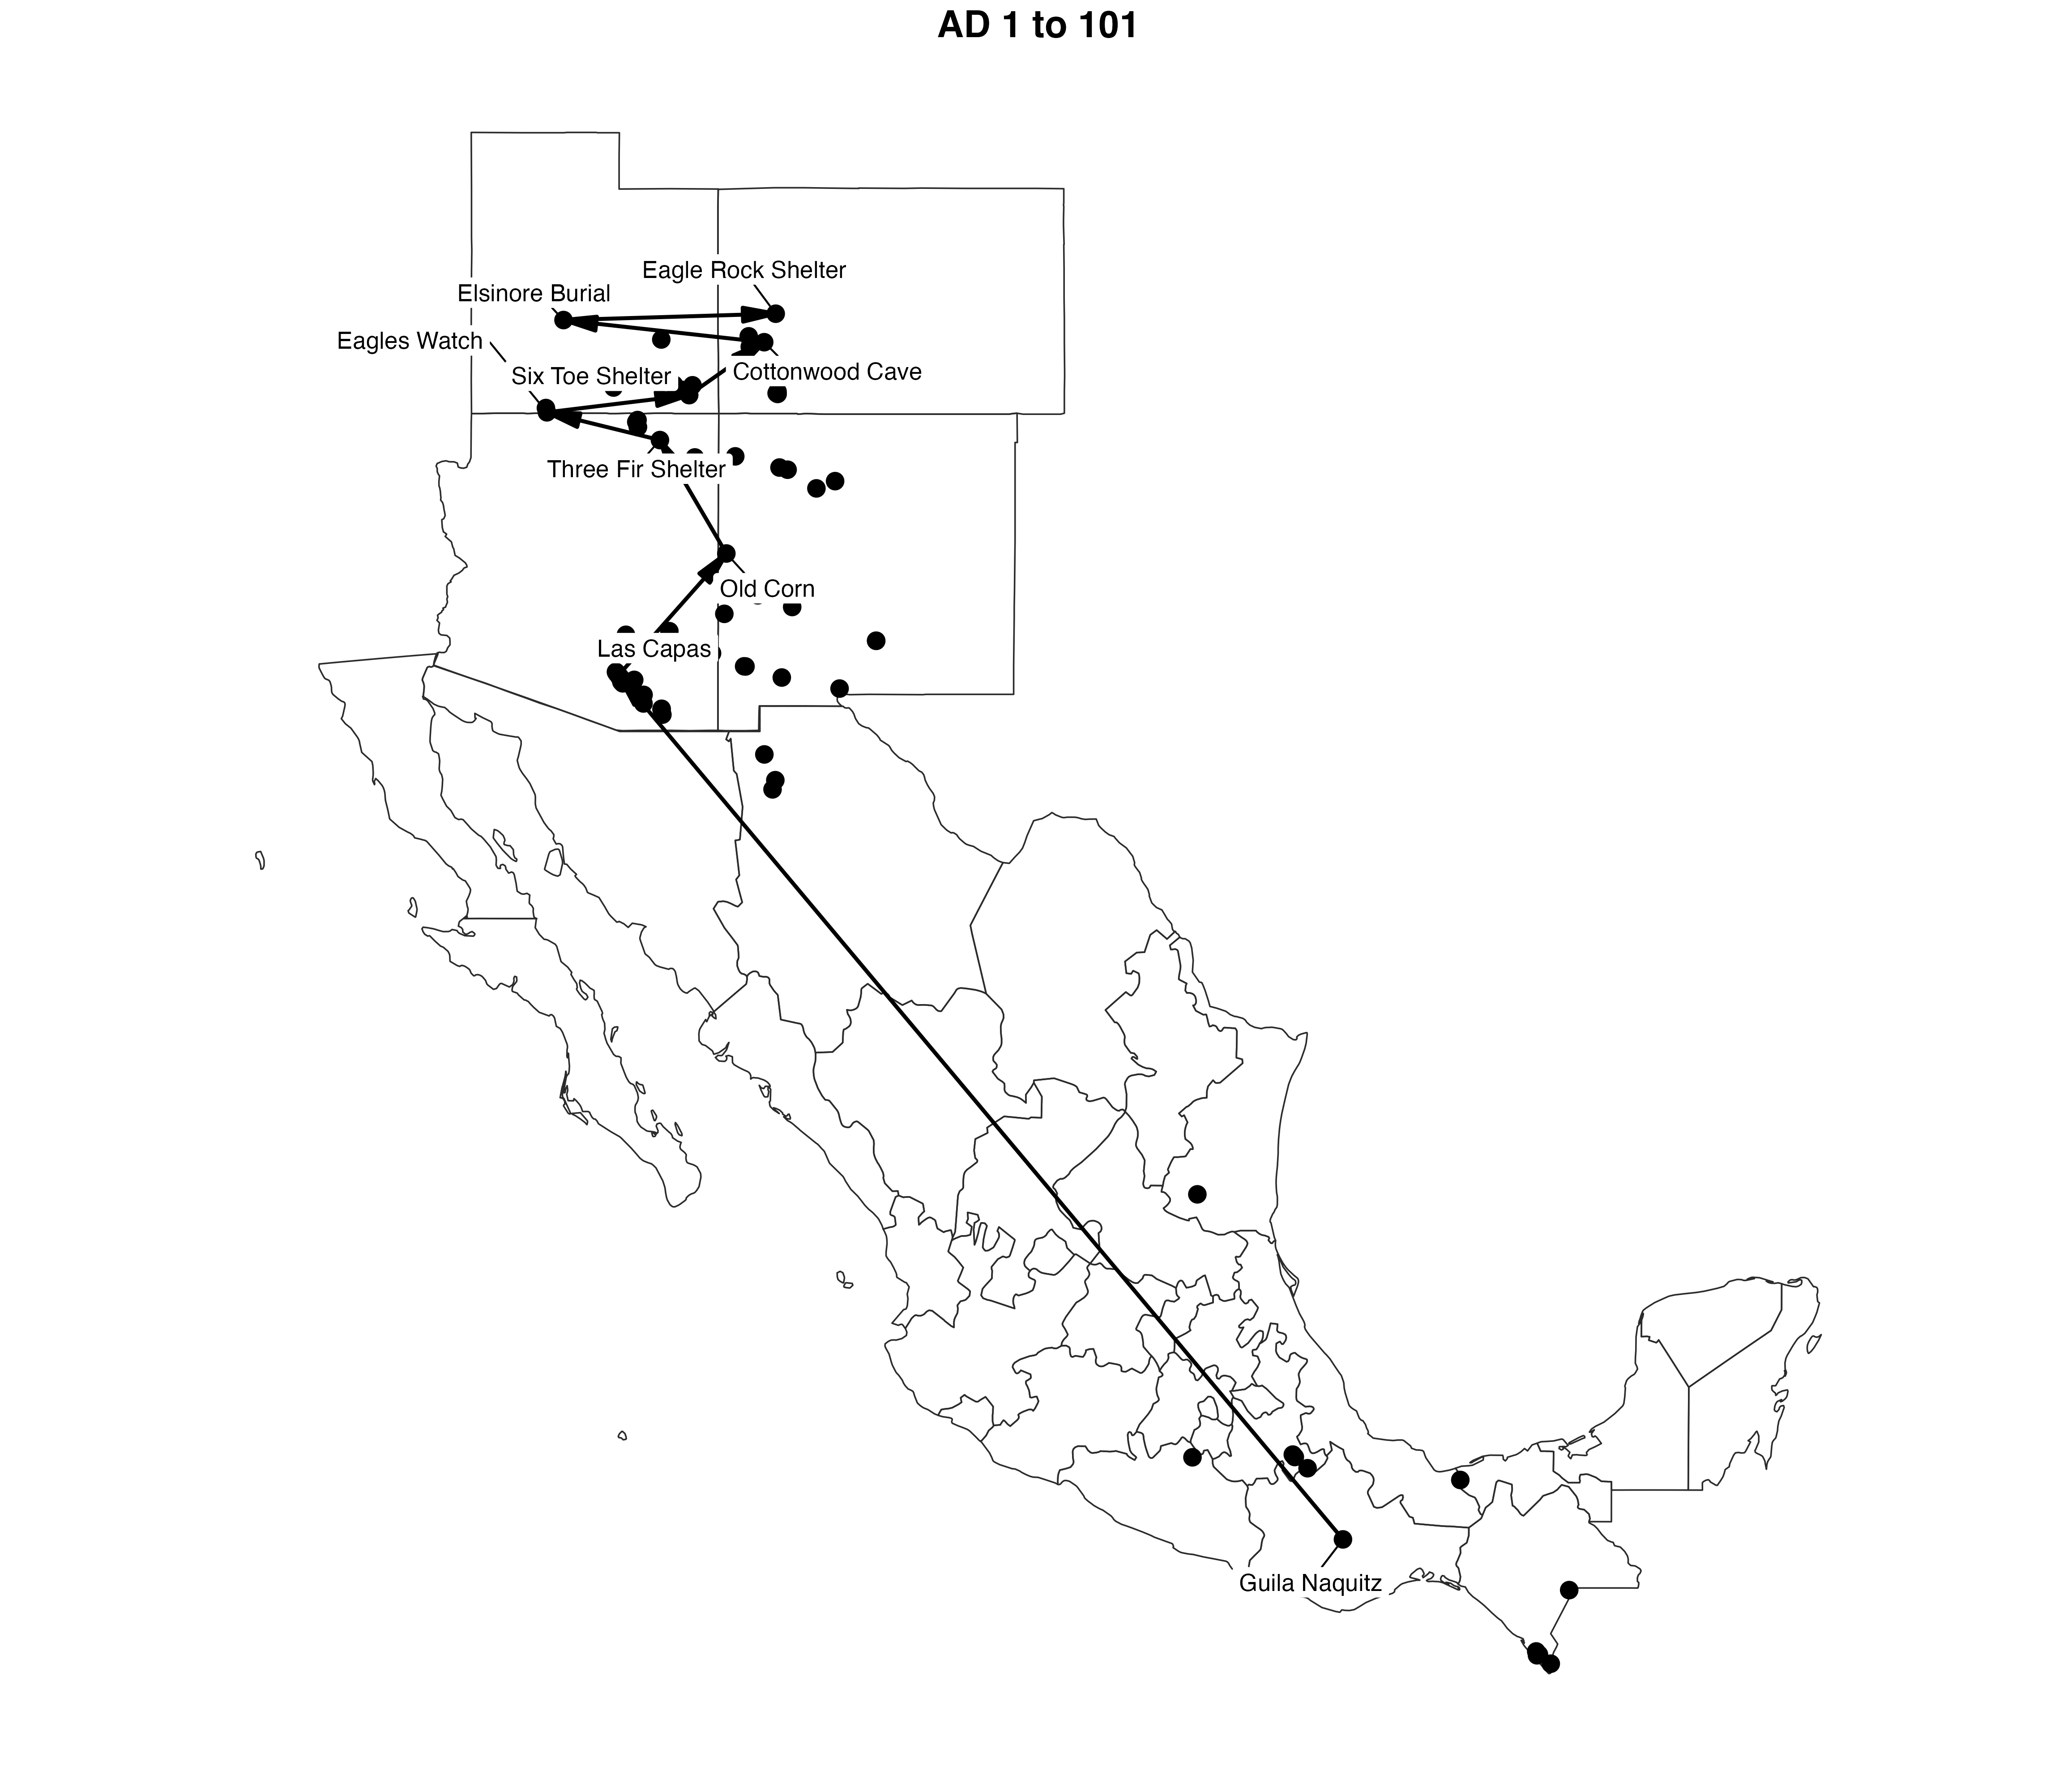 AD 1 to 101
Eagle Rock Shelter
Elsinore Burial
Eagles Watch
Cottonwood Cave
Six Toe Shelter
Three Fir Shelter
Old Corn
Las Capas
Guila Naquitz